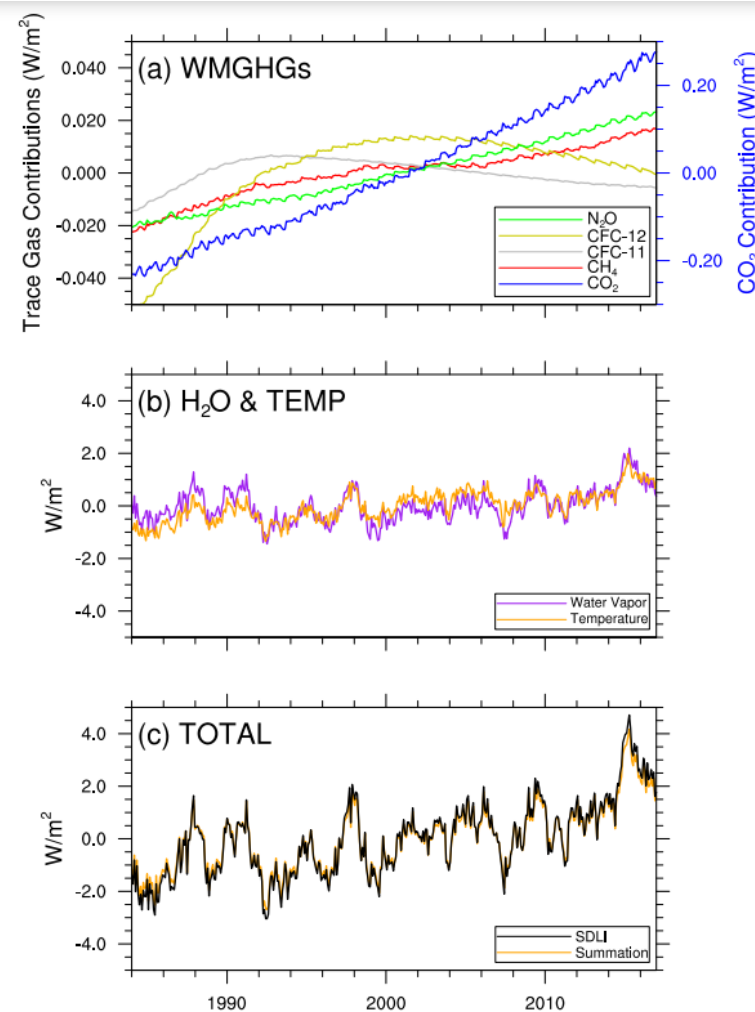 Trace Gas Contributions (W/m²)
(a) WMGHGs
CO₂ Contribution (W/m²)
0.040
0.020
0.000
-0.020
-0.040
0.20
0.00
-0.20
N₂O
CFC-12
CFC-11
CH₄
CO₂
(b) H₂O & TEMP
W/m²
4.0
2.0
0.0
-2.0
-4.0
Water Vapor
Temperature
(c) TOTAL
W/m²
4.0
2.0
0.0
-2.0
-4.0
SDLI
Summation
1990 2000 2010